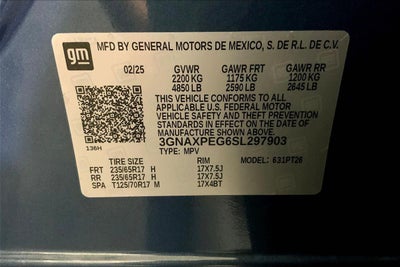 gm
MFD BY GENERAL MOTORS DE MEXICO, S. DE R.L. DE C.V.
02/25 GVWR GAWR FRT GAWR RR
2200 KG 1175 KG 1200 KG
4850 LB 2590 LB 2645 LB
THIS VEHICLE CONFORMS TO ALL
APPLICABLE U.S. FEDERAL MOTOR
VEHICLE SAFETY AND THEFT PREVENTION
STANDARDS IN EFFECT ON THE DATE
OF MANUFACTURE SHOWN ABOVE.
136H 3GNAXPEG6SL297903
TYPE: MPV MODEL: 631PT26
TIRE SIZE RIM
FRT 235/65R17 H 17X7.5J
RR 235/65R17 H 17X7.5J
SPA T125/70R17 M 17X4BT